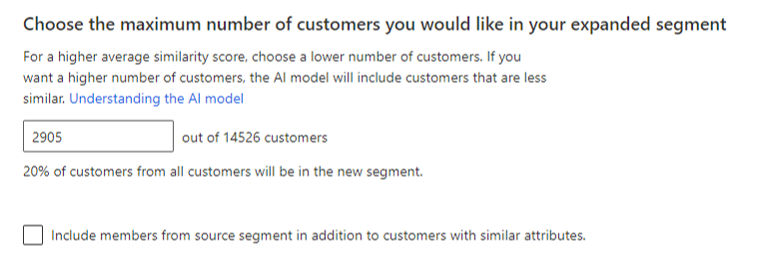 Choose the maximum number of customers you would like in your expanded segment
For a higher average similarity score, choose a lower number of customers. If you
want a higher number of customers, the AI model will include customers that are less
similar. Understanding the AI model
2905 out of 14526 customers
20% of customers from all customers will be in the new segment.
Include members from source segment in addition to customers with similar attributes.